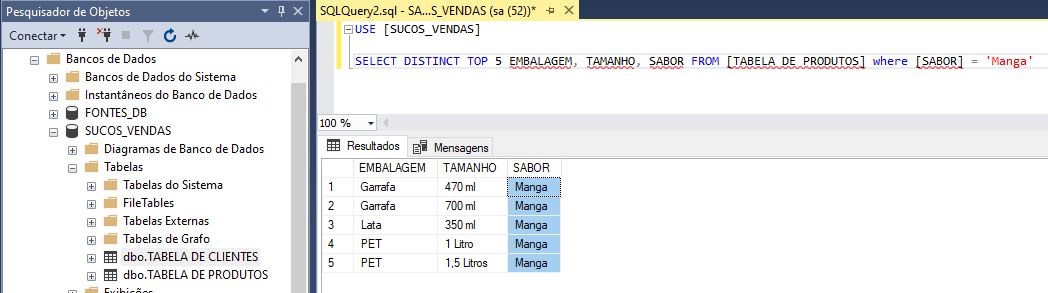 Pesquisador de Objetos
Conectar
Bancos de Dados
Bancos de Dados do Sistema
Instantâneos do Banco de Dados
FONTES_DB
SUCOS_VENDAS
Diagramas de Banco de Dados
Tabelas
Tabelas do Sistema
FileTables
Tabelas Externas
Tabelas de Grafo
dbo.TABELA DE CLIENTES
dbo.TABELA DE PRODUTOS
Exibições
SQLQuery2.sql - SA...S_VENDAS (sa (52))*
USE [SUCOS_VENDAS]
SELECT DISTINCT TOP 5 EMBALAGEM, TAMANHO, SABOR FROM [TABELA DE PRODUTOS] where [SABOR] = 'Manga'
100 %
Resultados Mensagens
EMBALAGEM TAMANHO SABOR
1 Garrafa 470 ml Manga
2 Garrafa 700 ml Manga
3 Lata 350 ml Manga
4 PET 1 Litro Manga
5 PET 1,5 Litros Manga